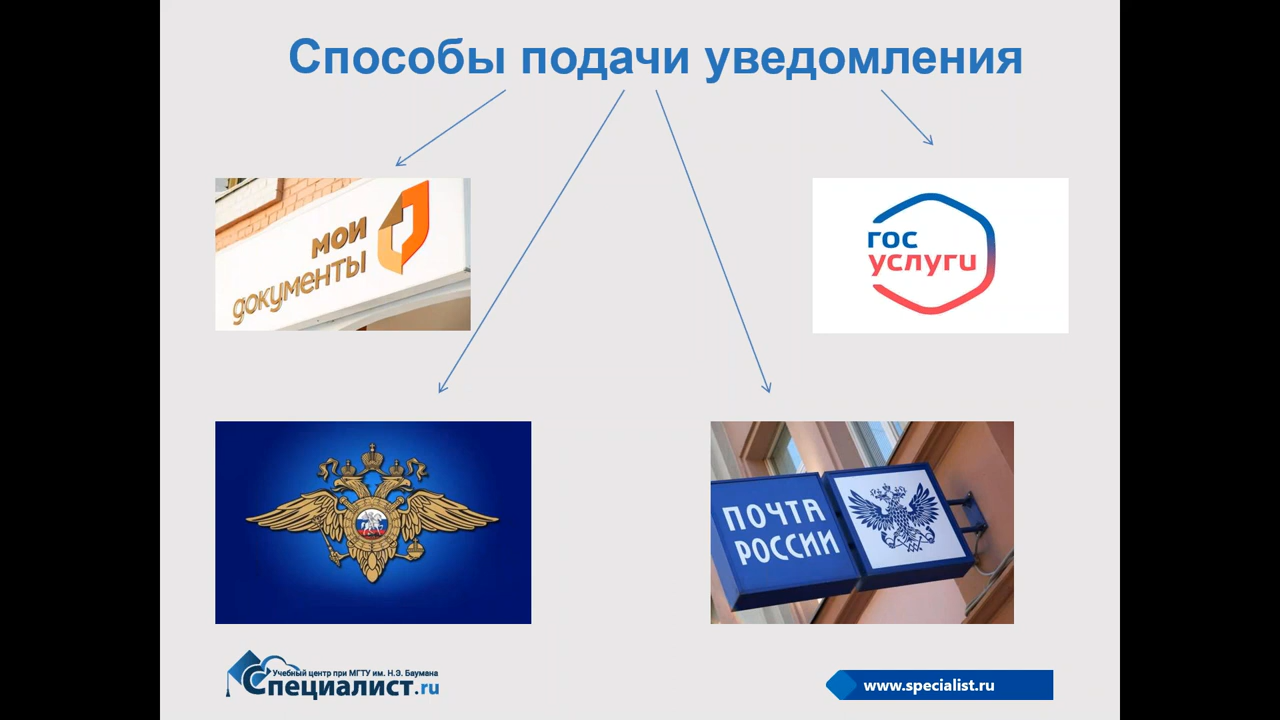 Способы подачи уведомления
мои
документы
гос
услуги
ПОЧТА
РОССИИ
Учебный центр при МГТУ им. Н.Э. Баумана
Специалист.ru
www.specialist.ru